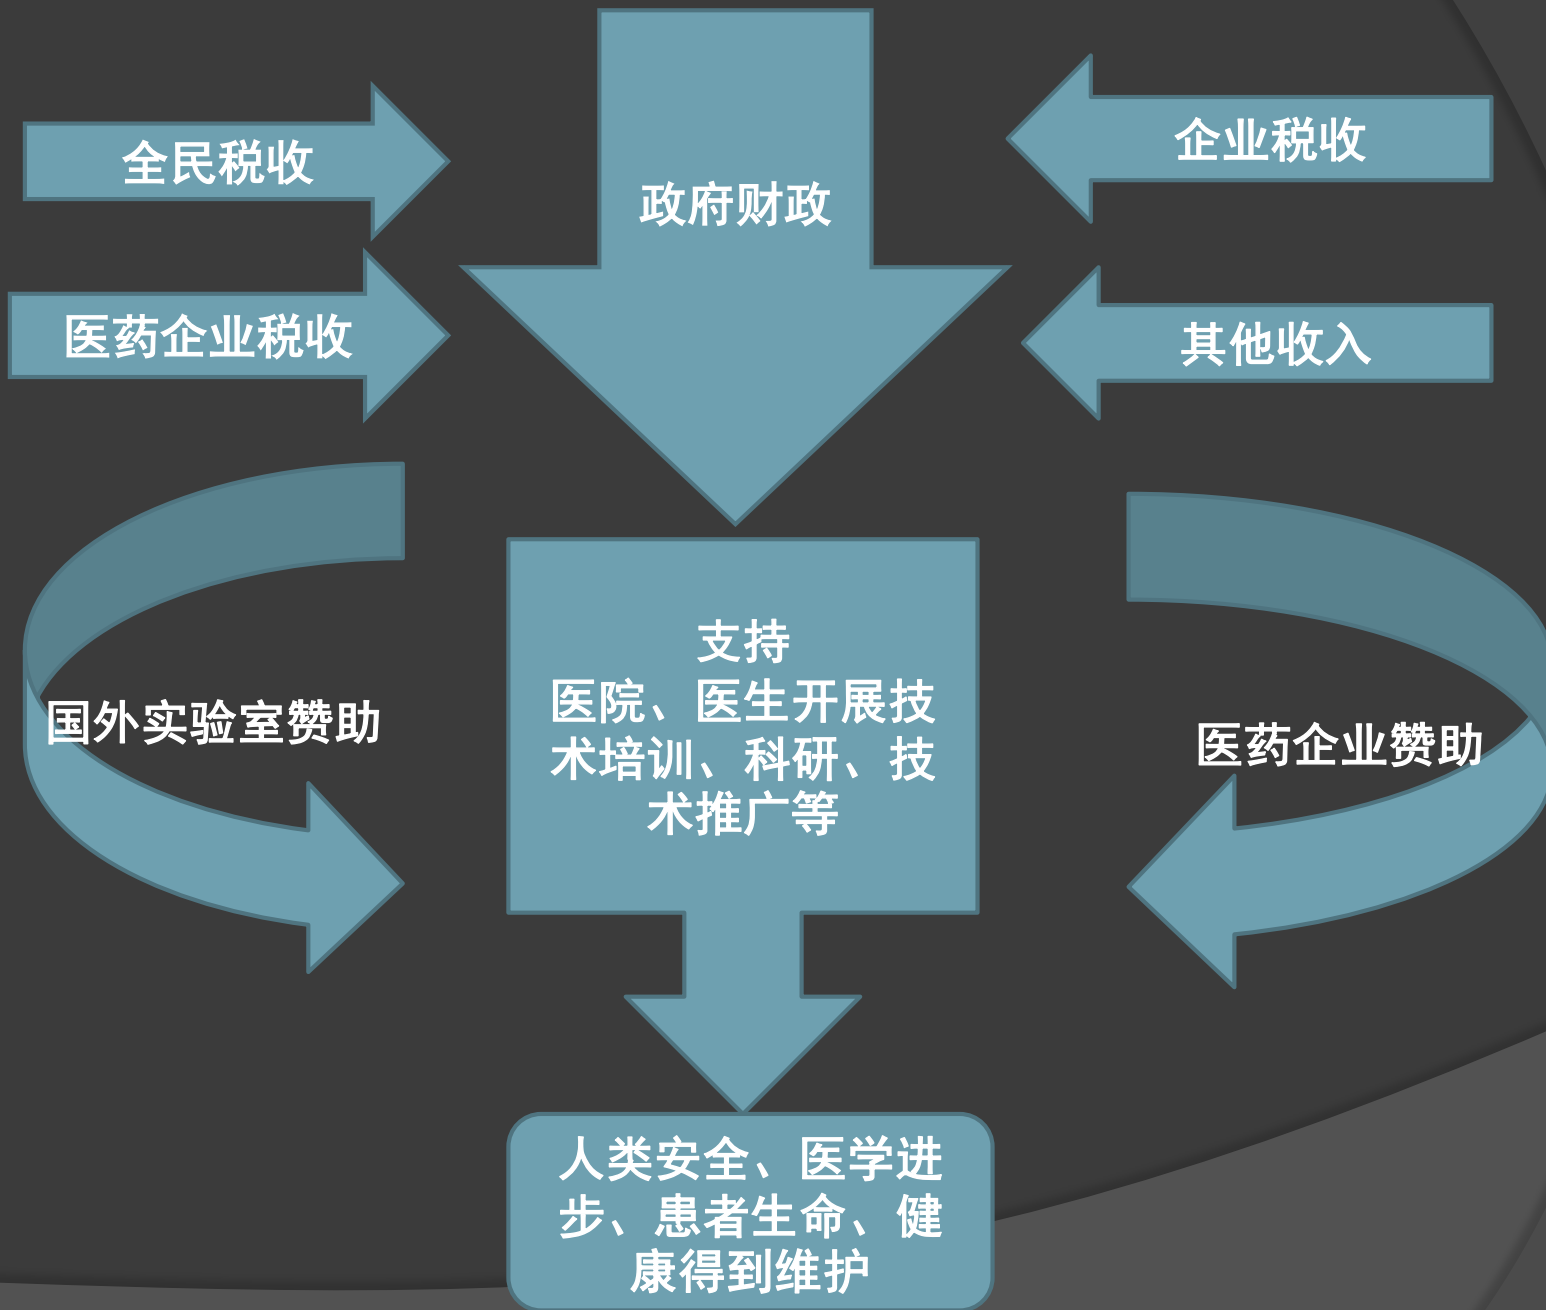 全民税收
企业税收
政府财政
医药企业税收
其他收入
支持
医院、医生开展技
术培训、科研、技
术推广等
国外实验室赞助
医药企业赞助
人类安全、医学进
步、患者生命、健
康得到维护